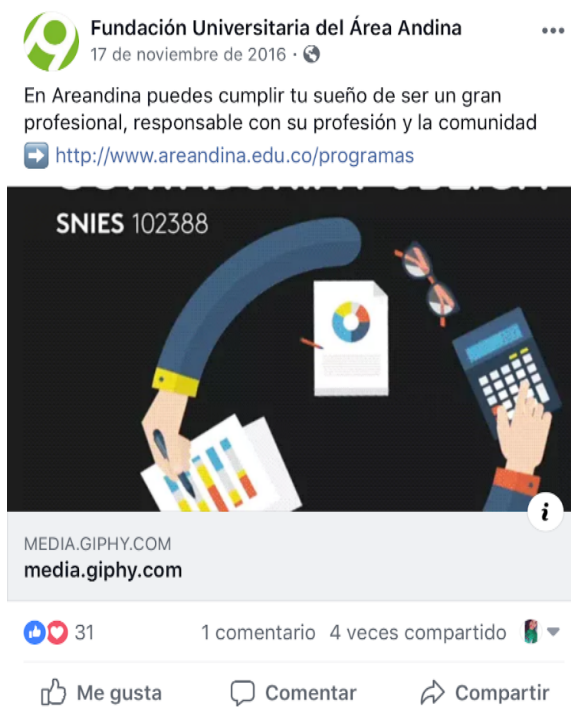 Fundación Universitaria del Área Andina
17 de noviembre de 2016 ·
En Areandina puedes cumplir tu sueño de ser un gran
profesional, responsable con su profesión y la comunidad
http://www.areandina.edu.co/programas
SNIES 102388
i
MEDIA.GIPHY.COM
media.giphy.com
31 1 comentario 4 veces compartido
Me gusta Comentar Compartir